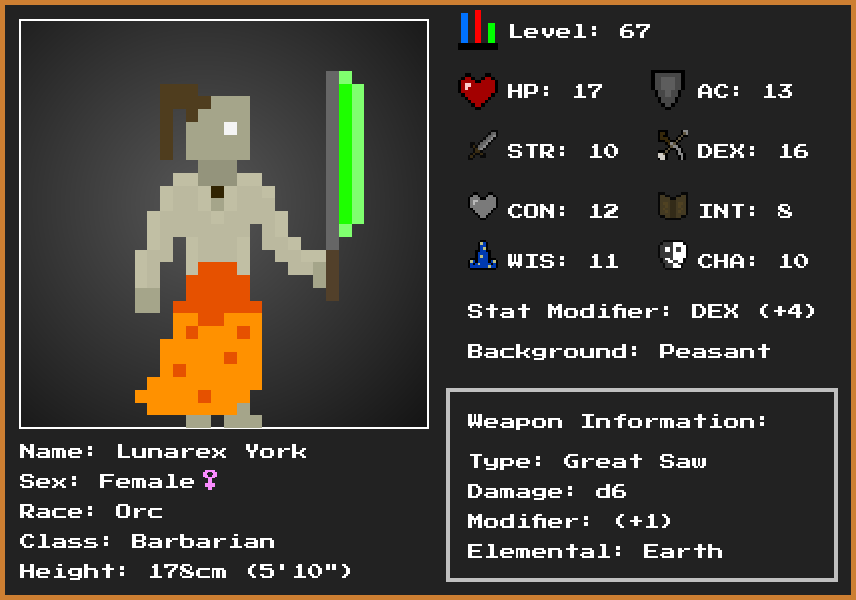 Level: 67
HP: 17 AC: 13
STR: 10 DEX: 16
CON: 12 INT: 8
WIS: 11 CHA: 10
Stat Modifier: DEX (+4)
Background: Peasant
Weapon Information:
Type: Great Saw
Damage: d6
Modifier: (+1)
Elemental: Earth
Name: Lunarex York
Sex: Female♀
Race: Orc
Class: Barbarian
Height: 178cm (5'10")